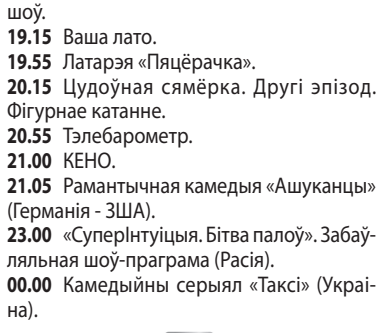 шоў.
19.15 Ваша лато.
19.55 Латарэя «Пяцёрачка».
20.15 Цудоўная сямёрка. Другі эпізод.
Фігурнае катанне.
20.55 Тэлебарометр.
21.00 КЕНО.
21.05 Рамантычная камедыя «Ашуканцы»
(Германія - ЗША).
23.00 «СуперІнтуіцыя. Бітва палоў». Забаў-
ляльная шоў-праграма (Расія).
00.00 Камедыйны серыял «Таксі» (Украі-
на).